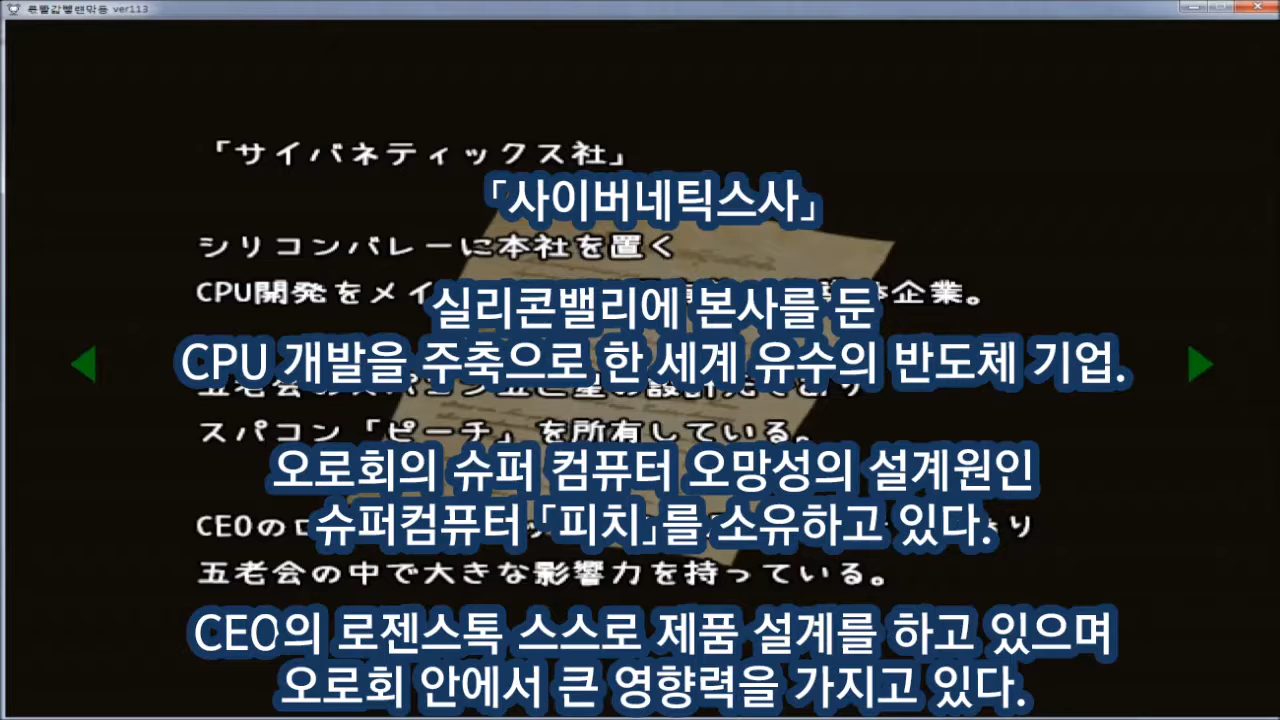 ver113
「サイバネティックス社」
「사이버네틱스사」
シリコンバレーに本社を置く
CPU開発をメイ 企業。
실리콘밸리에 본사를 둔
CPU 개발을 주축으로 한 세계 유수의 반도체 기업.
スパコン「ピーチ」を所有している。
오로회의 슈퍼 컴퓨터 오망성의 설계원인
슈퍼컴퓨터「피치」를 소유하고 있다.
CEOの り
五老会の中で大きな影響力を持っている。
CEO의 로젠스톡 스스로 제품 설계를 하고 있으며
오로회 안에서 큰 영향력을 가지고 있다.